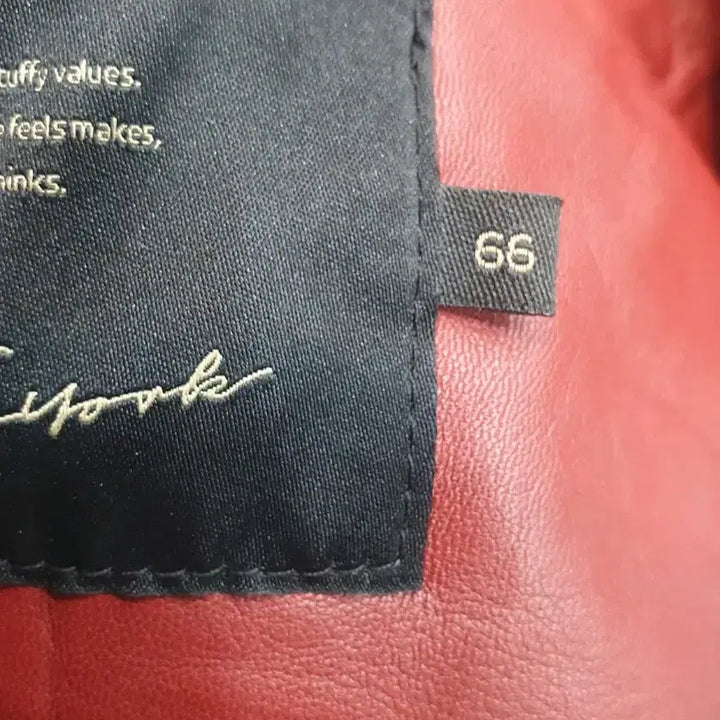 tuffy values.
feels makes,
hinks.
66